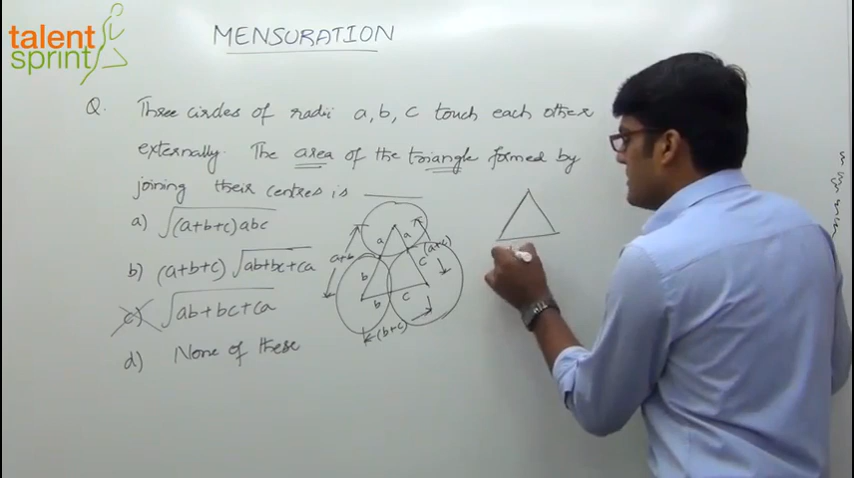 talent
sprint
MENSURATION
Q. Three circles of radii a, b, c touch each other
externally. The area of the triangle formed by
joining their centres is
a) √(a+b+c)abc
b) (a+b+c) √ab+bc+ca
c) √ab+bc+ca
d) None of these
a+b
a
a
(a+c)
b
c
b
c
(b+c)